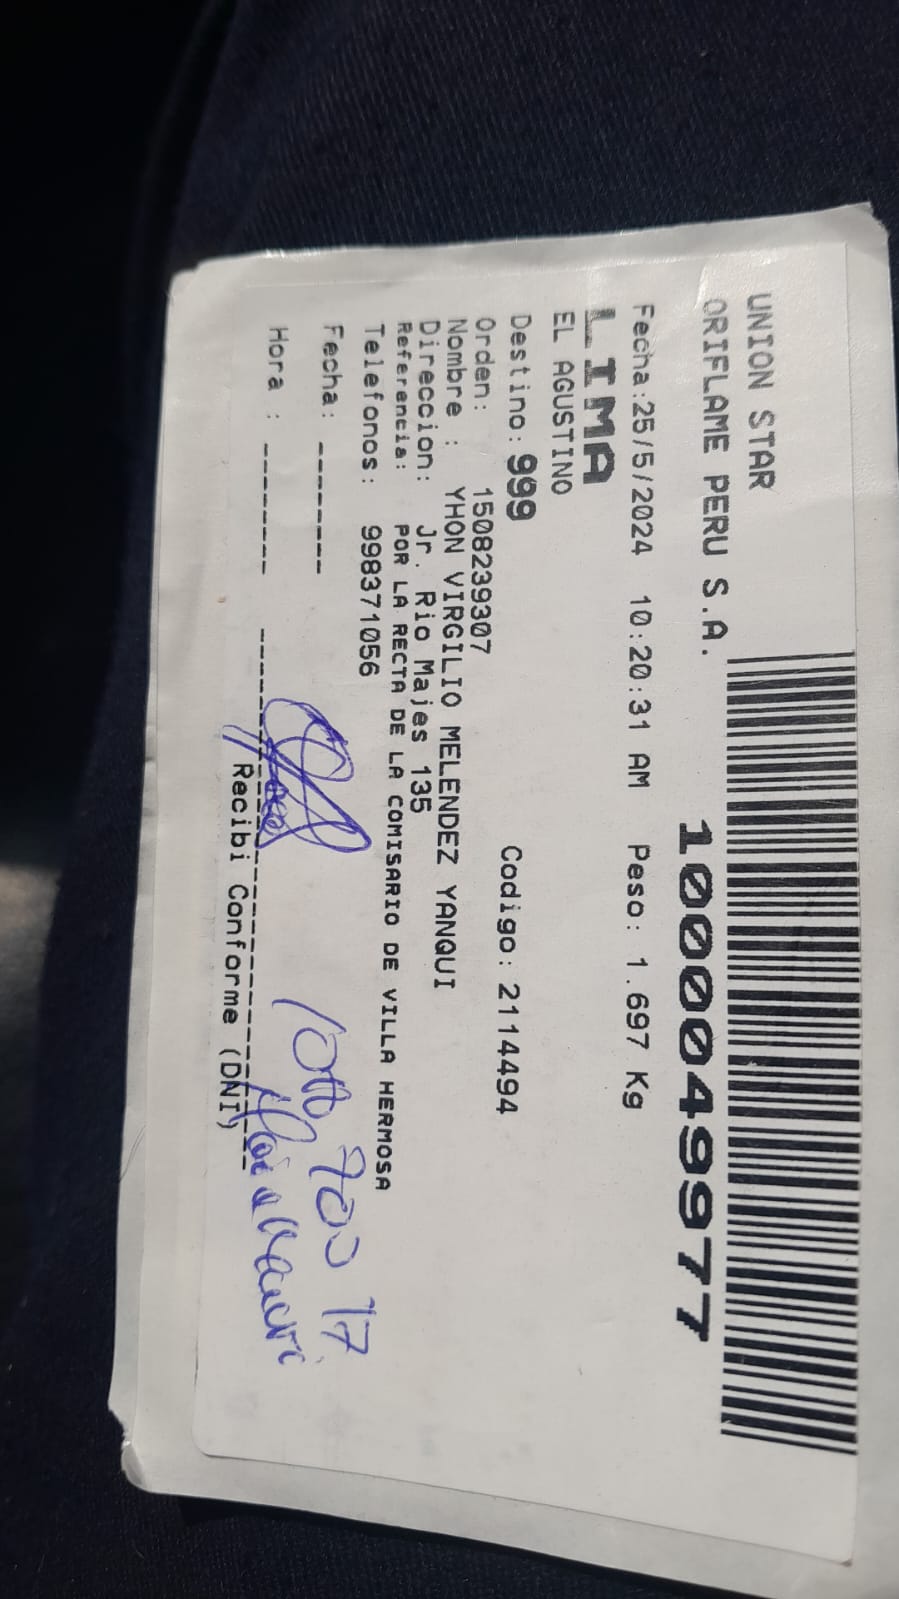 UNION STAR
ORIFLAME PERU S.A.
1000049977
Fecha:25/5/2024 10:20:31 AM Peso: 1.697 Kg
LIMA
EL AGUSTINO
Destino: 999 Codigo: 2114494
Orden: 1508239307
Nombre : YHON VIRGILIO MELENDEZ YANQUI
Direccion: Jr. Rio Majes 135
Referencia: POR LA RECTA DE LA COMISARIO DE VILLA HERMOSA
Telefonos: 998371056
Fecha: -------
Hora : -------
Recibi Conforme (DNI)